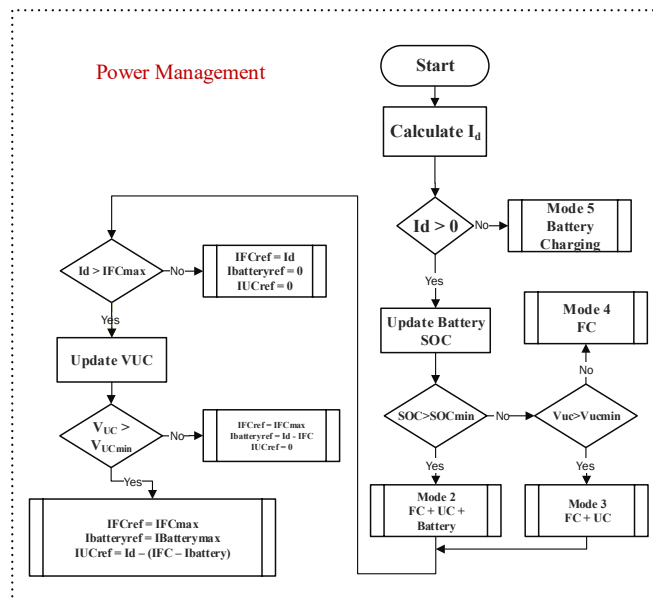 Power Management
Start
Calculate Id
Id > 0
No
Mode 5
Battery
Charging
Yes
Update Battery
SOC
SOC>SOCmin
No
Vuc>Vucmin
No
Mode 4
FC
Yes
Mode 2
FC + UC +
Battery
Yes
Mode 3
FC + UC
Id > IFCmax
No
IFCref = Id
Ibatteryref = 0
IUCref = 0
Yes
Update VUC
VUC >
VUCmin
No
IFCref = IFCmax
Ibatteryref = Id - IFC
IUCref = 0
Yes
IFCref = IFCmax
Ibatteryref = IBatterymax
IUCref = Id – (IFC – Ibattery)